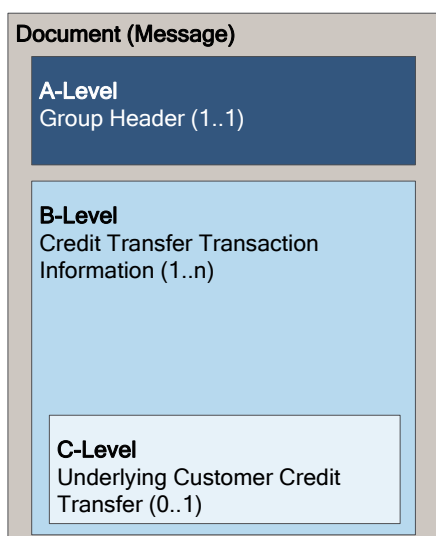 Document (Message)
A-Level
Group Header (1..1)
B-Level
Credit Transfer Transaction
Information (1..n)
C-Level
Underlying Customer Credit
Transfer (0..1)